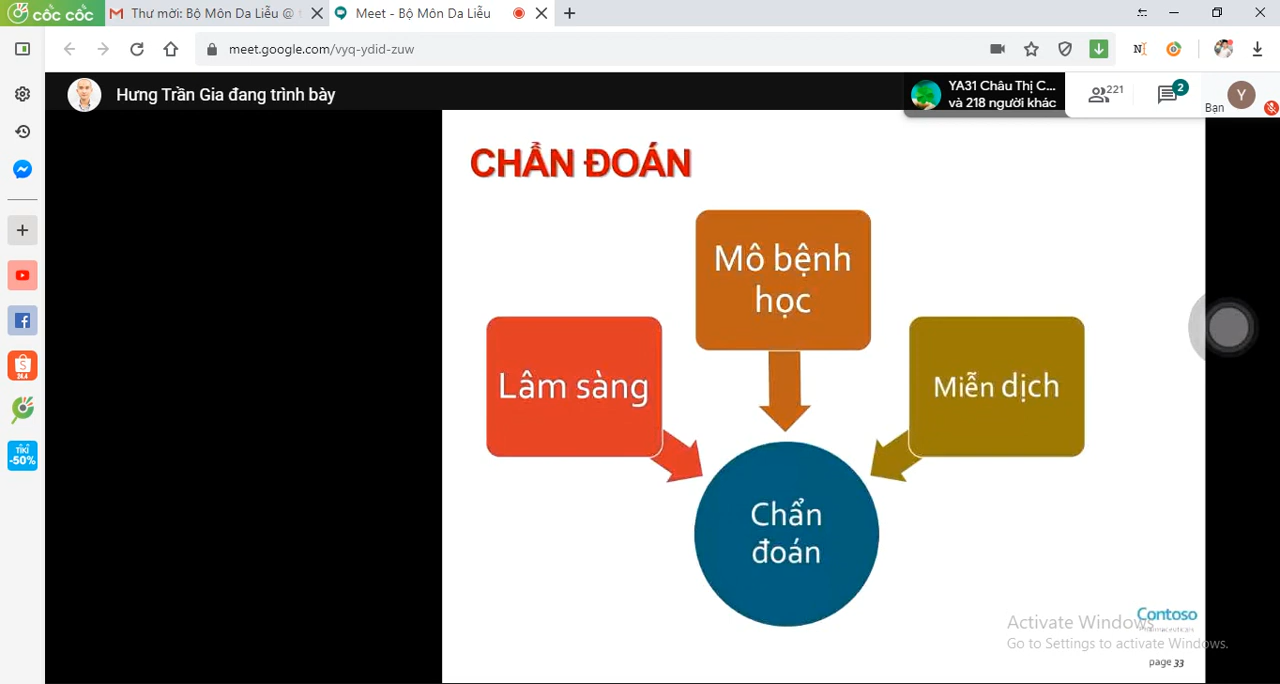 cốc cốc
Thư mời: Bộ Môn Da Liễu @
Meet - Bộ Môn Da Liễu
meet.google.com/vyq-ydid-zuw
Hưng Trần Gia đang trình bày
YA31 Châu Thị C...
và 218 người khác
221
2
Bạn
Y
CHẨN ĐOÁN
Mô bệnh
học
Lâm sàng
Miễn dịch
Chẩn
đoán
TIKI
-50%
Contoso
Activate Windows
Go to Settings to activate Windows.
page 33